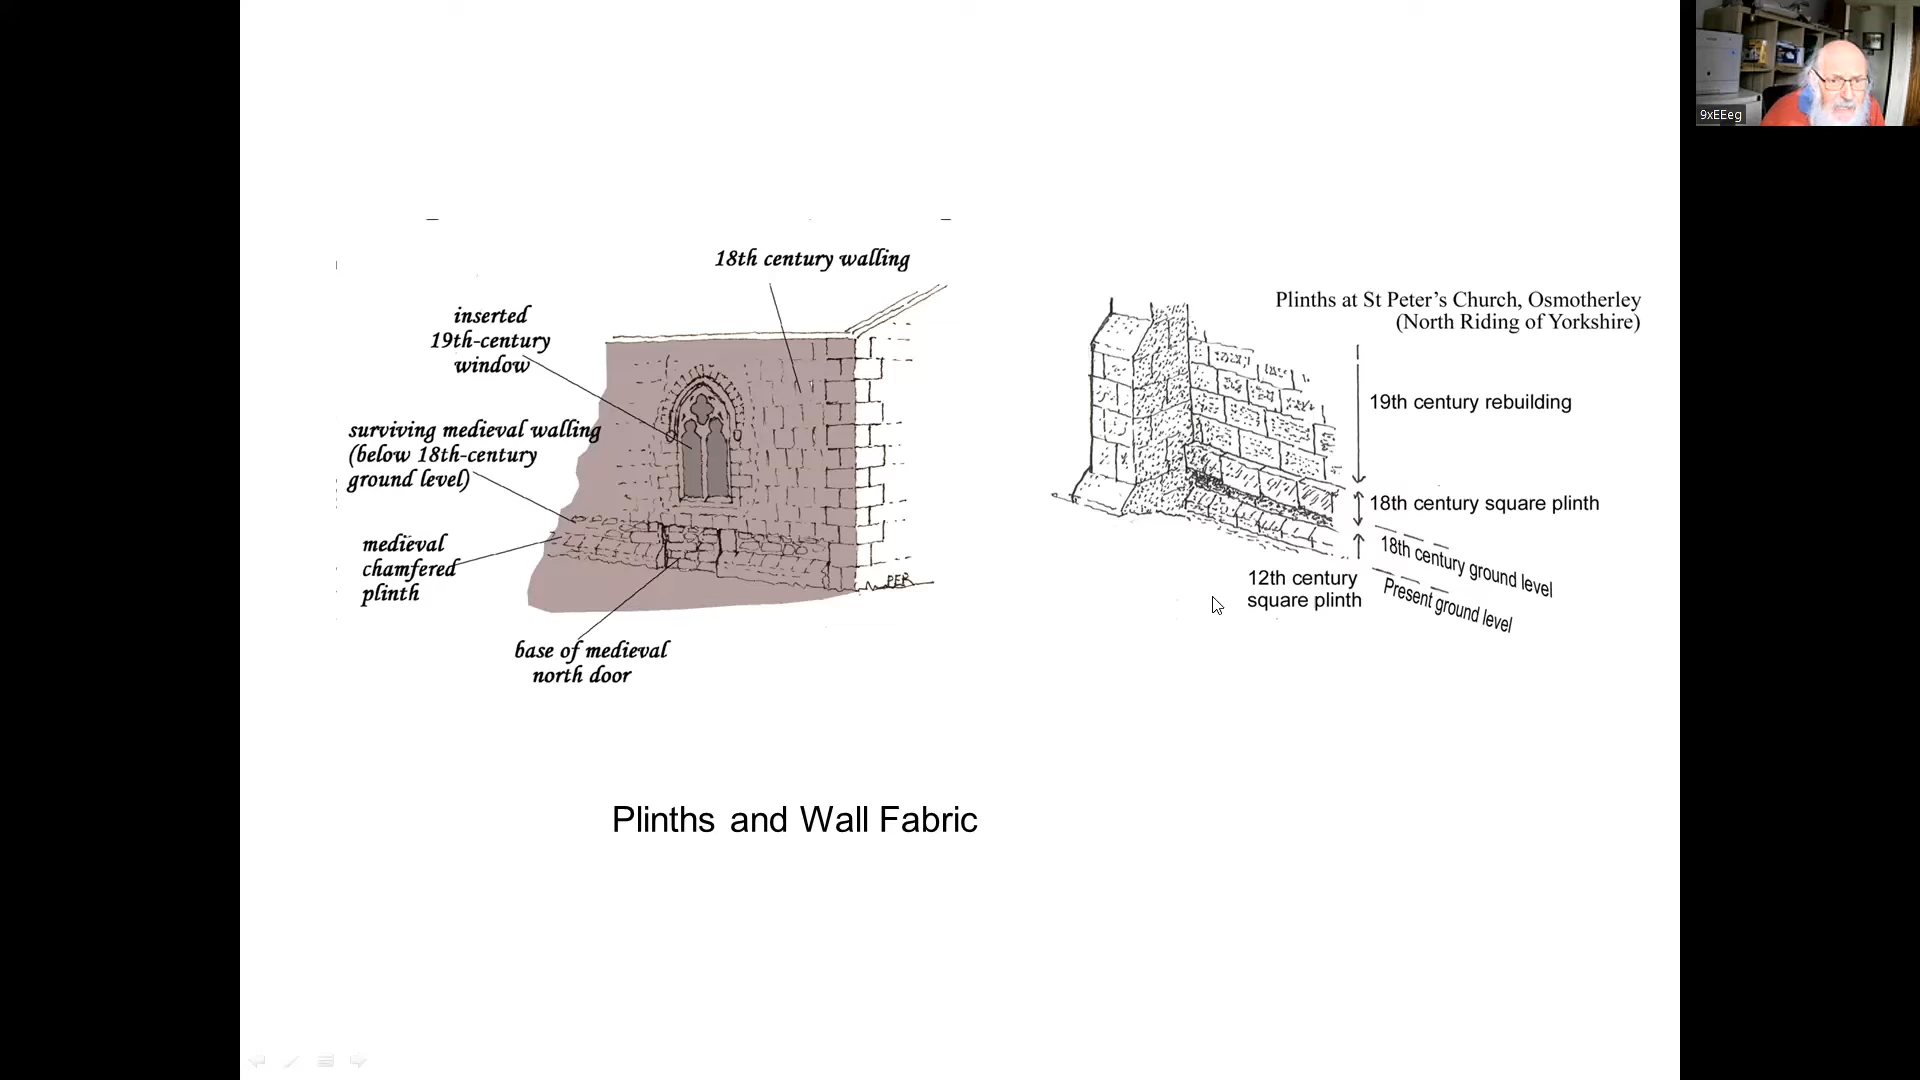 9xEEeg
18th century walling
inserted
19th-century
window
surviving medieval walling
(below 18th-century
ground level)
medieval
chamfered
plinth
base of medieval
north door
PER
Plinths at St Peter’s Church, Osmotherley
(North Riding of Yorkshire)
19th century rebuilding
18th century square plinth
18th century ground level
Present ground level
12th century
square plinth
Plinths and Wall Fabric